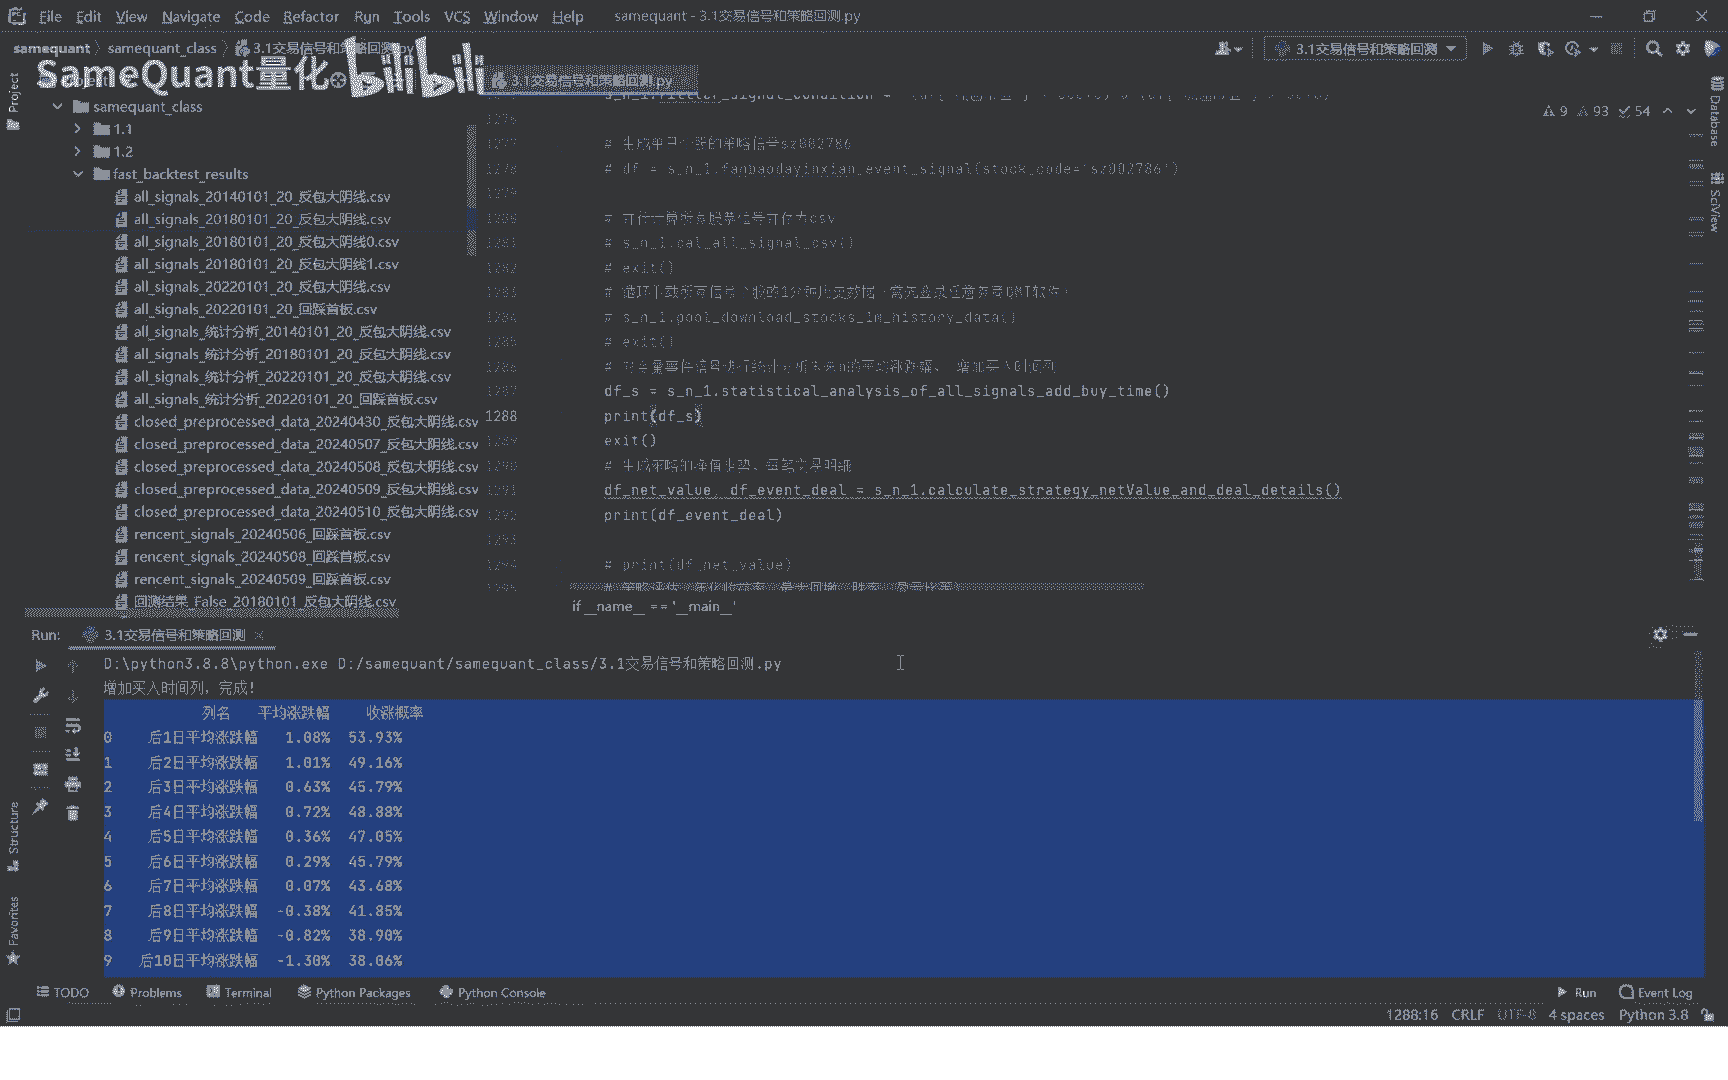 File Edit View Navigate Code Refactor Run Tools VCS Window Help samequant - 3.1交易信号和策略回测.py
samequant samequant_class 3.1交易信号和策略回测.py 3.1交易信号和策略回测
SameQuant量化 bilibili
3.1交易信号和策略回测.py
Project
samequant_class
1.1
1.2
fast_backtest_results
all_signals_20140101_20_反包大阴线.csv
all_signals_20180101_20_反包大阴线.csv
all_signals_20180101_20_反包大阴线0.csv
all_signals_20180101_20_反包大阴线1.csv
all_signals_20220101_20_反包大阴线.csv
all_signals_20220101_20_回踩首板.csv
all_signals_统计分析_20140101_20_反包大阴线.csv
all_signals_统计分析_20180101_20_反包大阴线.csv
all_signals_统计分析_20220101_20_反包大阴线.csv
all_signals_统计分析_20220101_20_回踩首板.csv
closed_preprocessed_data_20240430_反包大阴线.csv
closed_preprocessed_data_20240507_反包大阴线.csv
closed_preprocessed_data_20240508_反包大阴线.csv
closed_preprocessed_data_20240509_反包大阴线.csv
closed_preprocessed_data_20240510_反包大阴线.csv
rencent_signals_20240506_回踩首板.csv
rencent_signals_20240508_回踩首板.csv
rencent_signals_20240509_回踩首板.csv
回测结果_False_20180101_反包大阴线.csv
9 93 54
1276
1277
1278 # df = s_n_1.fanbaodayinxian_event_signal(stock_code='sz002786')
1279
1280
1281 # s_n_1.cal_all_signal_csv()
1282 # exit()
1283
1284 # s_n_1.pool_download_stocks_1m_history_data()
1285 # exit()
1286
1287 df_s = s_n_1.statistical_analysis_of_all_signals_add_buy_time()
1288 print(df_s)
1289 exit()
1290
1291 df_net_value, df_event_deal = s_n_1.calculate_strategy_netValue_and_deal_details()
1292 print(df_event_deal)
1293
1294 # print(df_net_value)
1295
if __name__ == '__main__'
Database
SciView
Run: 3.1交易信号和策略回测
D:\python3.8.8\python.exe D:/samequant/samequant_class/3.1交易信号和策略回测.py
增加买入时间列，完成!
列名 平均涨跌幅 收涨概率
0 后1日平均涨跌幅 1.08% 53.93%
1 后2日平均涨跌幅 1.01% 49.16%
2 后3日平均涨跌幅 0.63% 45.79%
3 后4日平均涨跌幅 0.72% 48.88%
4 后5日平均涨跌幅 0.36% 47.05%
5 后6日平均涨跌幅 0.29% 45.79%
6 后7日平均涨跌幅 0.07% 43.68%
7 后8日平均涨跌幅 -0.38% 41.85%
8 后9日平均涨跌幅 -0.82% 38.90%
9 后10日平均涨跌幅 -1.30% 38.06%
Structure
Favorites
TODO Problems Terminal Python Packages Python Console Run Event Log
1288:16 CRLF UTF-8 4 spaces Python 3.8